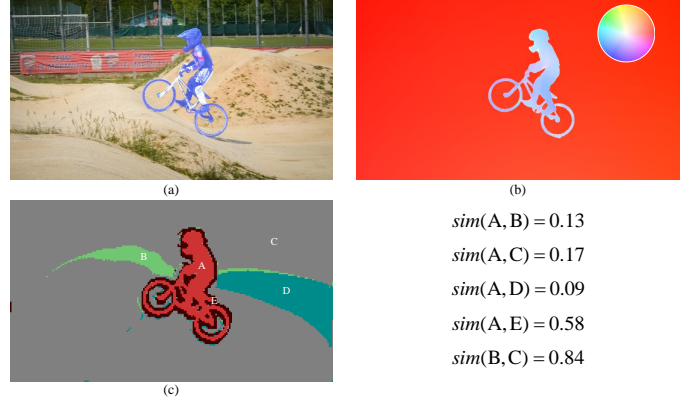 (a)
(b)
A
B
C
D
E
(c)
sim(A, B) = 0.13
sim(A, C) = 0.17
sim(A, D) = 0.09
sim(A, E) = 0.58
sim(B, C) = 0.84